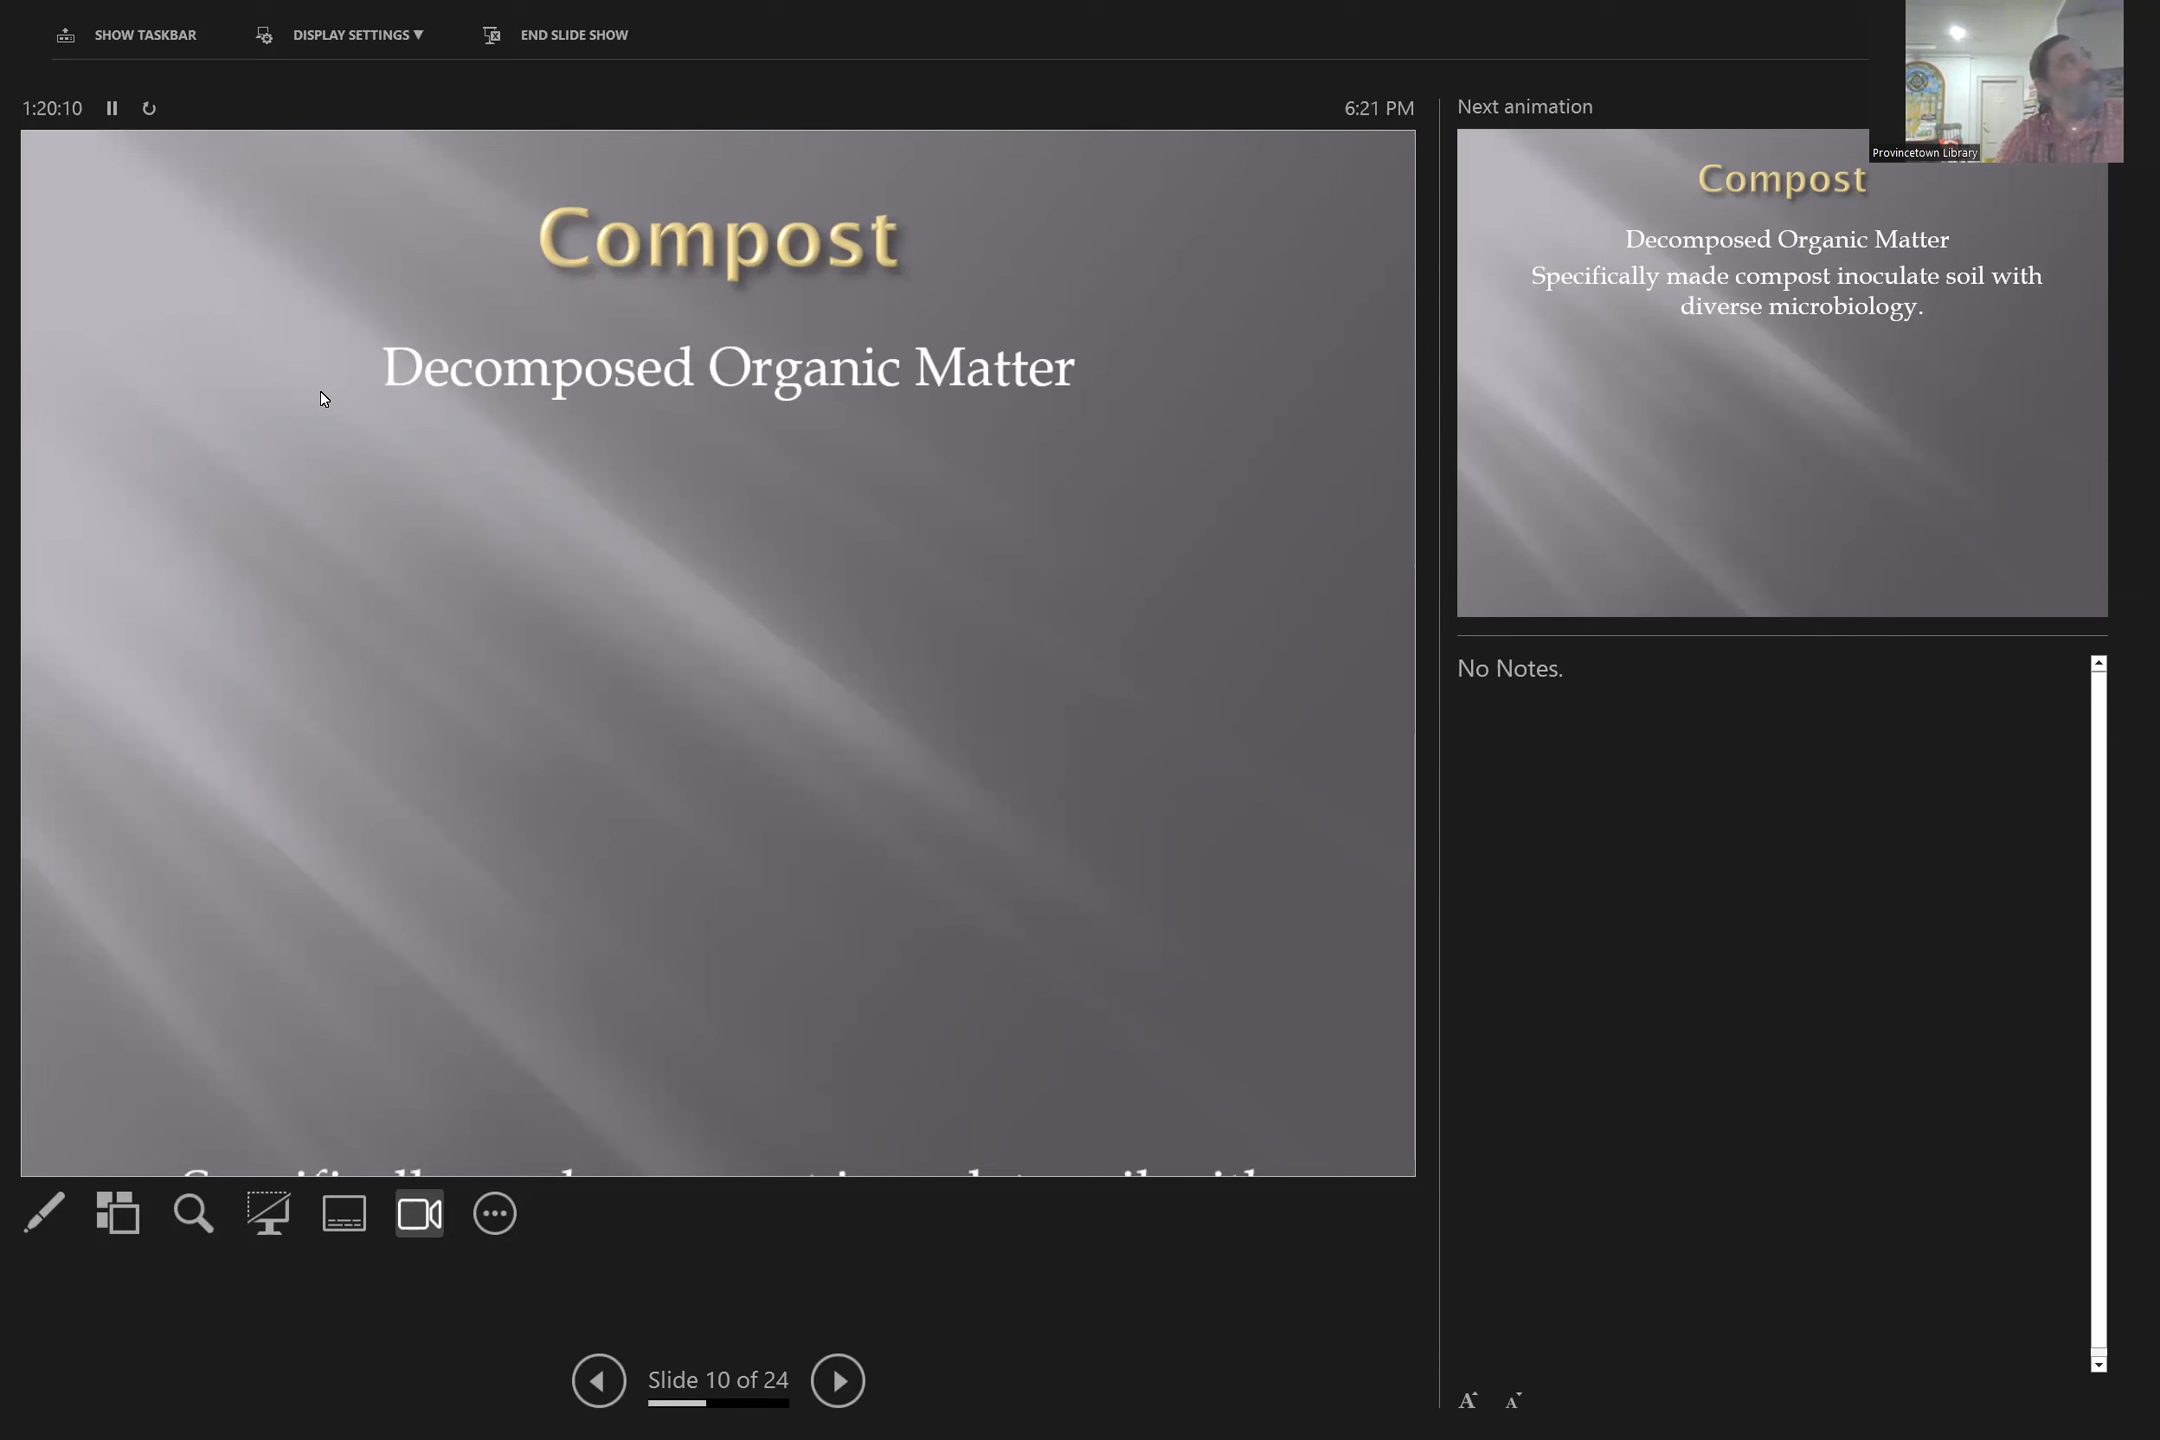 SHOW TASKBAR
DISPLAY SETTINGS ▼
END SLIDE SHOW
1:20:10
6:21 PM
Compost
Decomposed Organic Matter
Next animation
Provincetown Library
Compost
Decomposed Organic Matter
Specifically made compost inoculate soil with
diverse microbiology.
No Notes.
Slide 10 of 24
A A